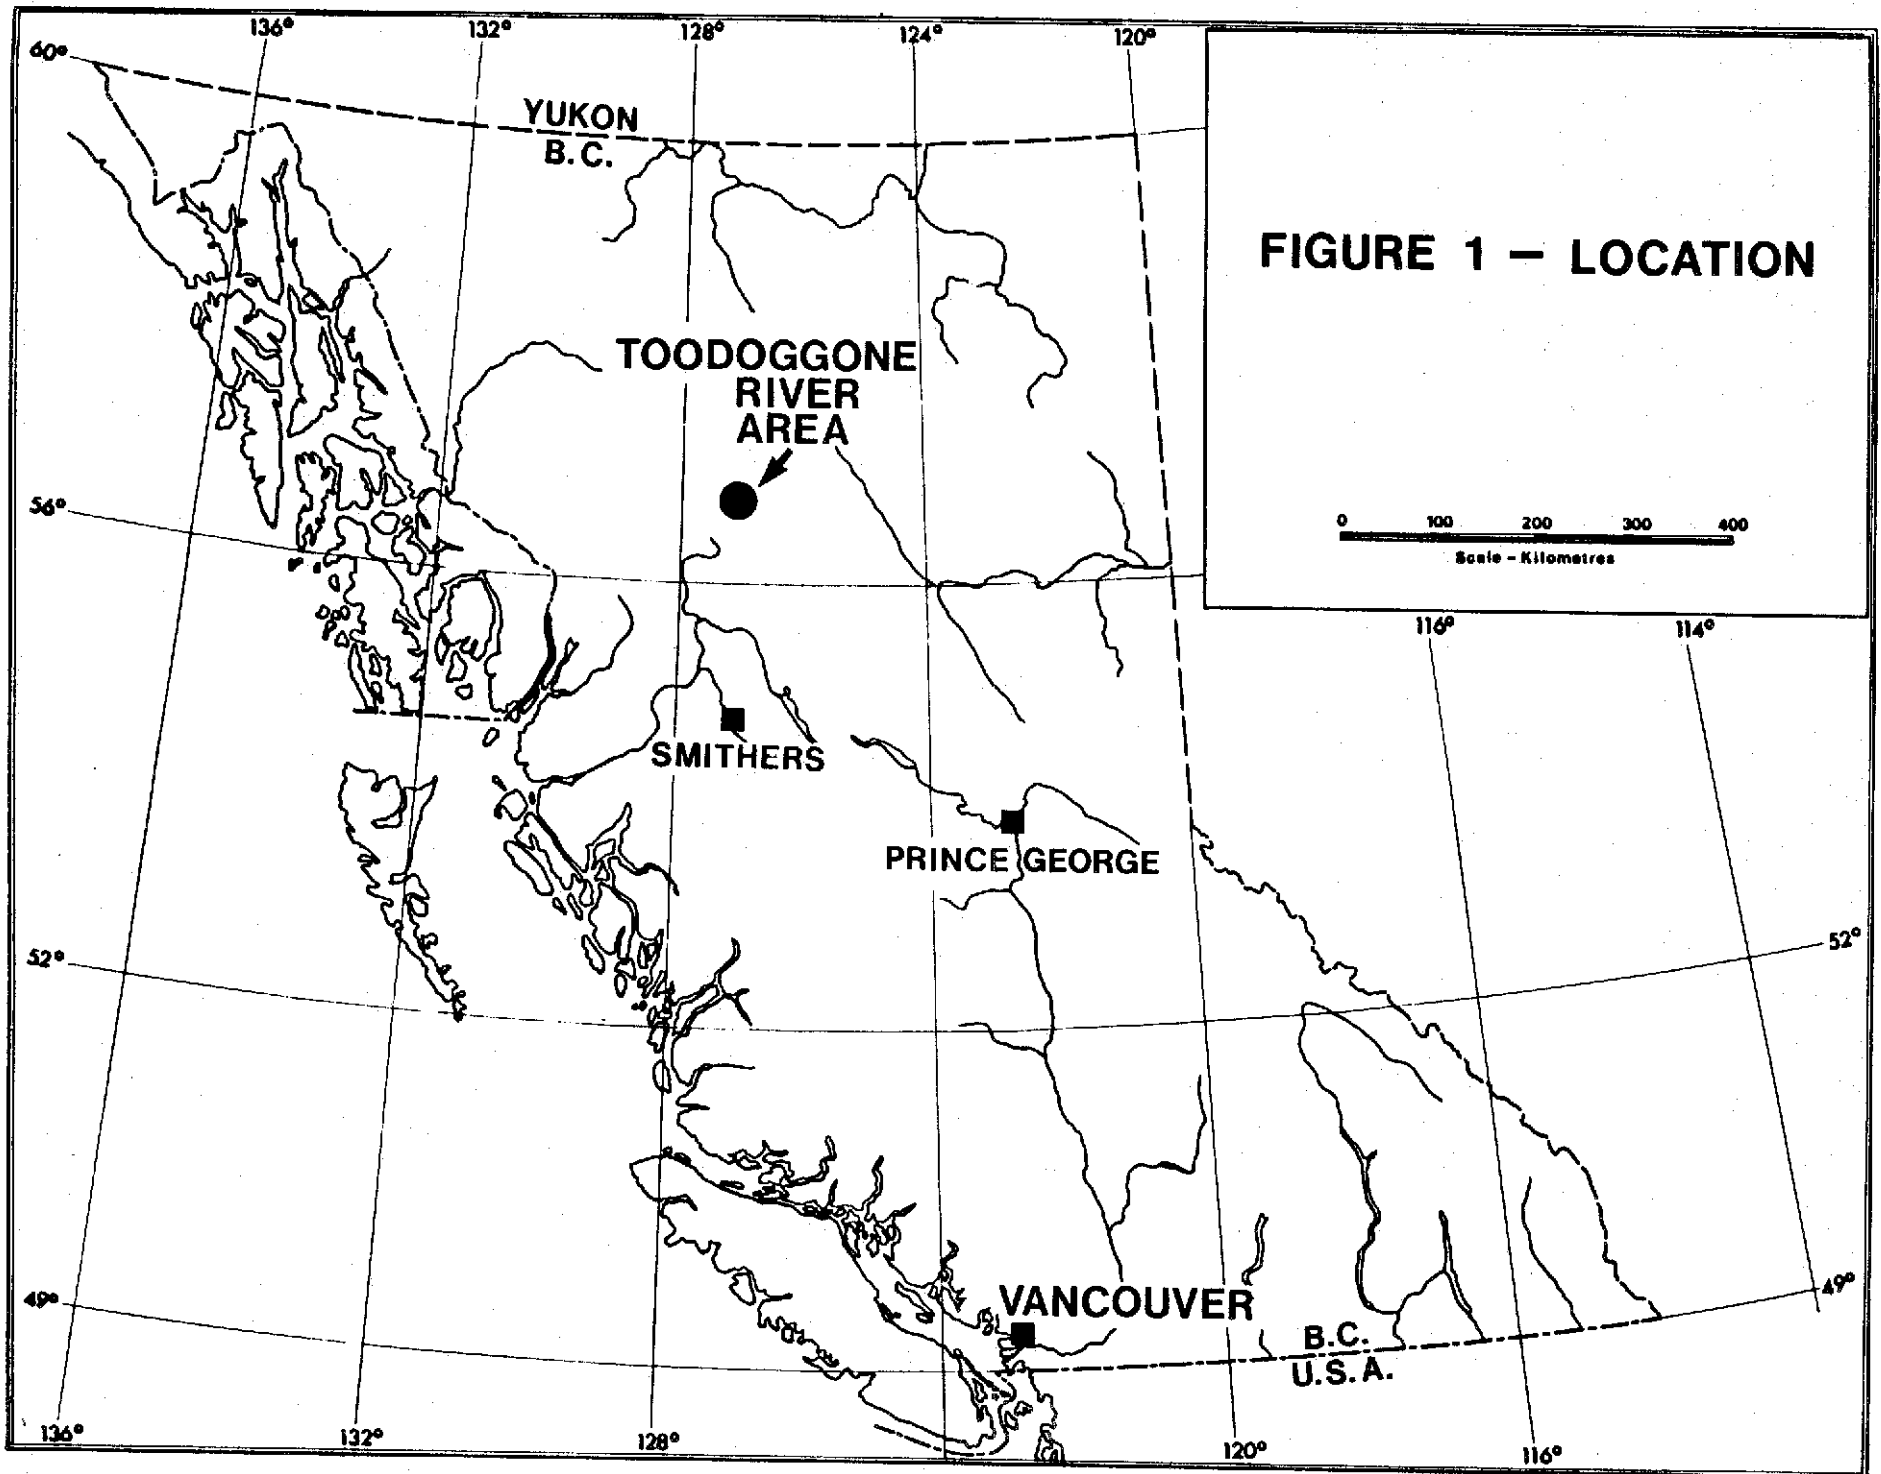 136° 132° 128° 124° 120°
60°
YUKON
B.C.
FIGURE 1 – LOCATION
TOODOGGONE
RIVER
AREA
56°
0 100 200 300 400
Scale – Kilometres
116° 114°
SMITHERS
PRINCE GEORGE
52° 52°
VANCOUVER
49° 49°
B.C.
U.S.A.
136° 132° 128° 120° 116°